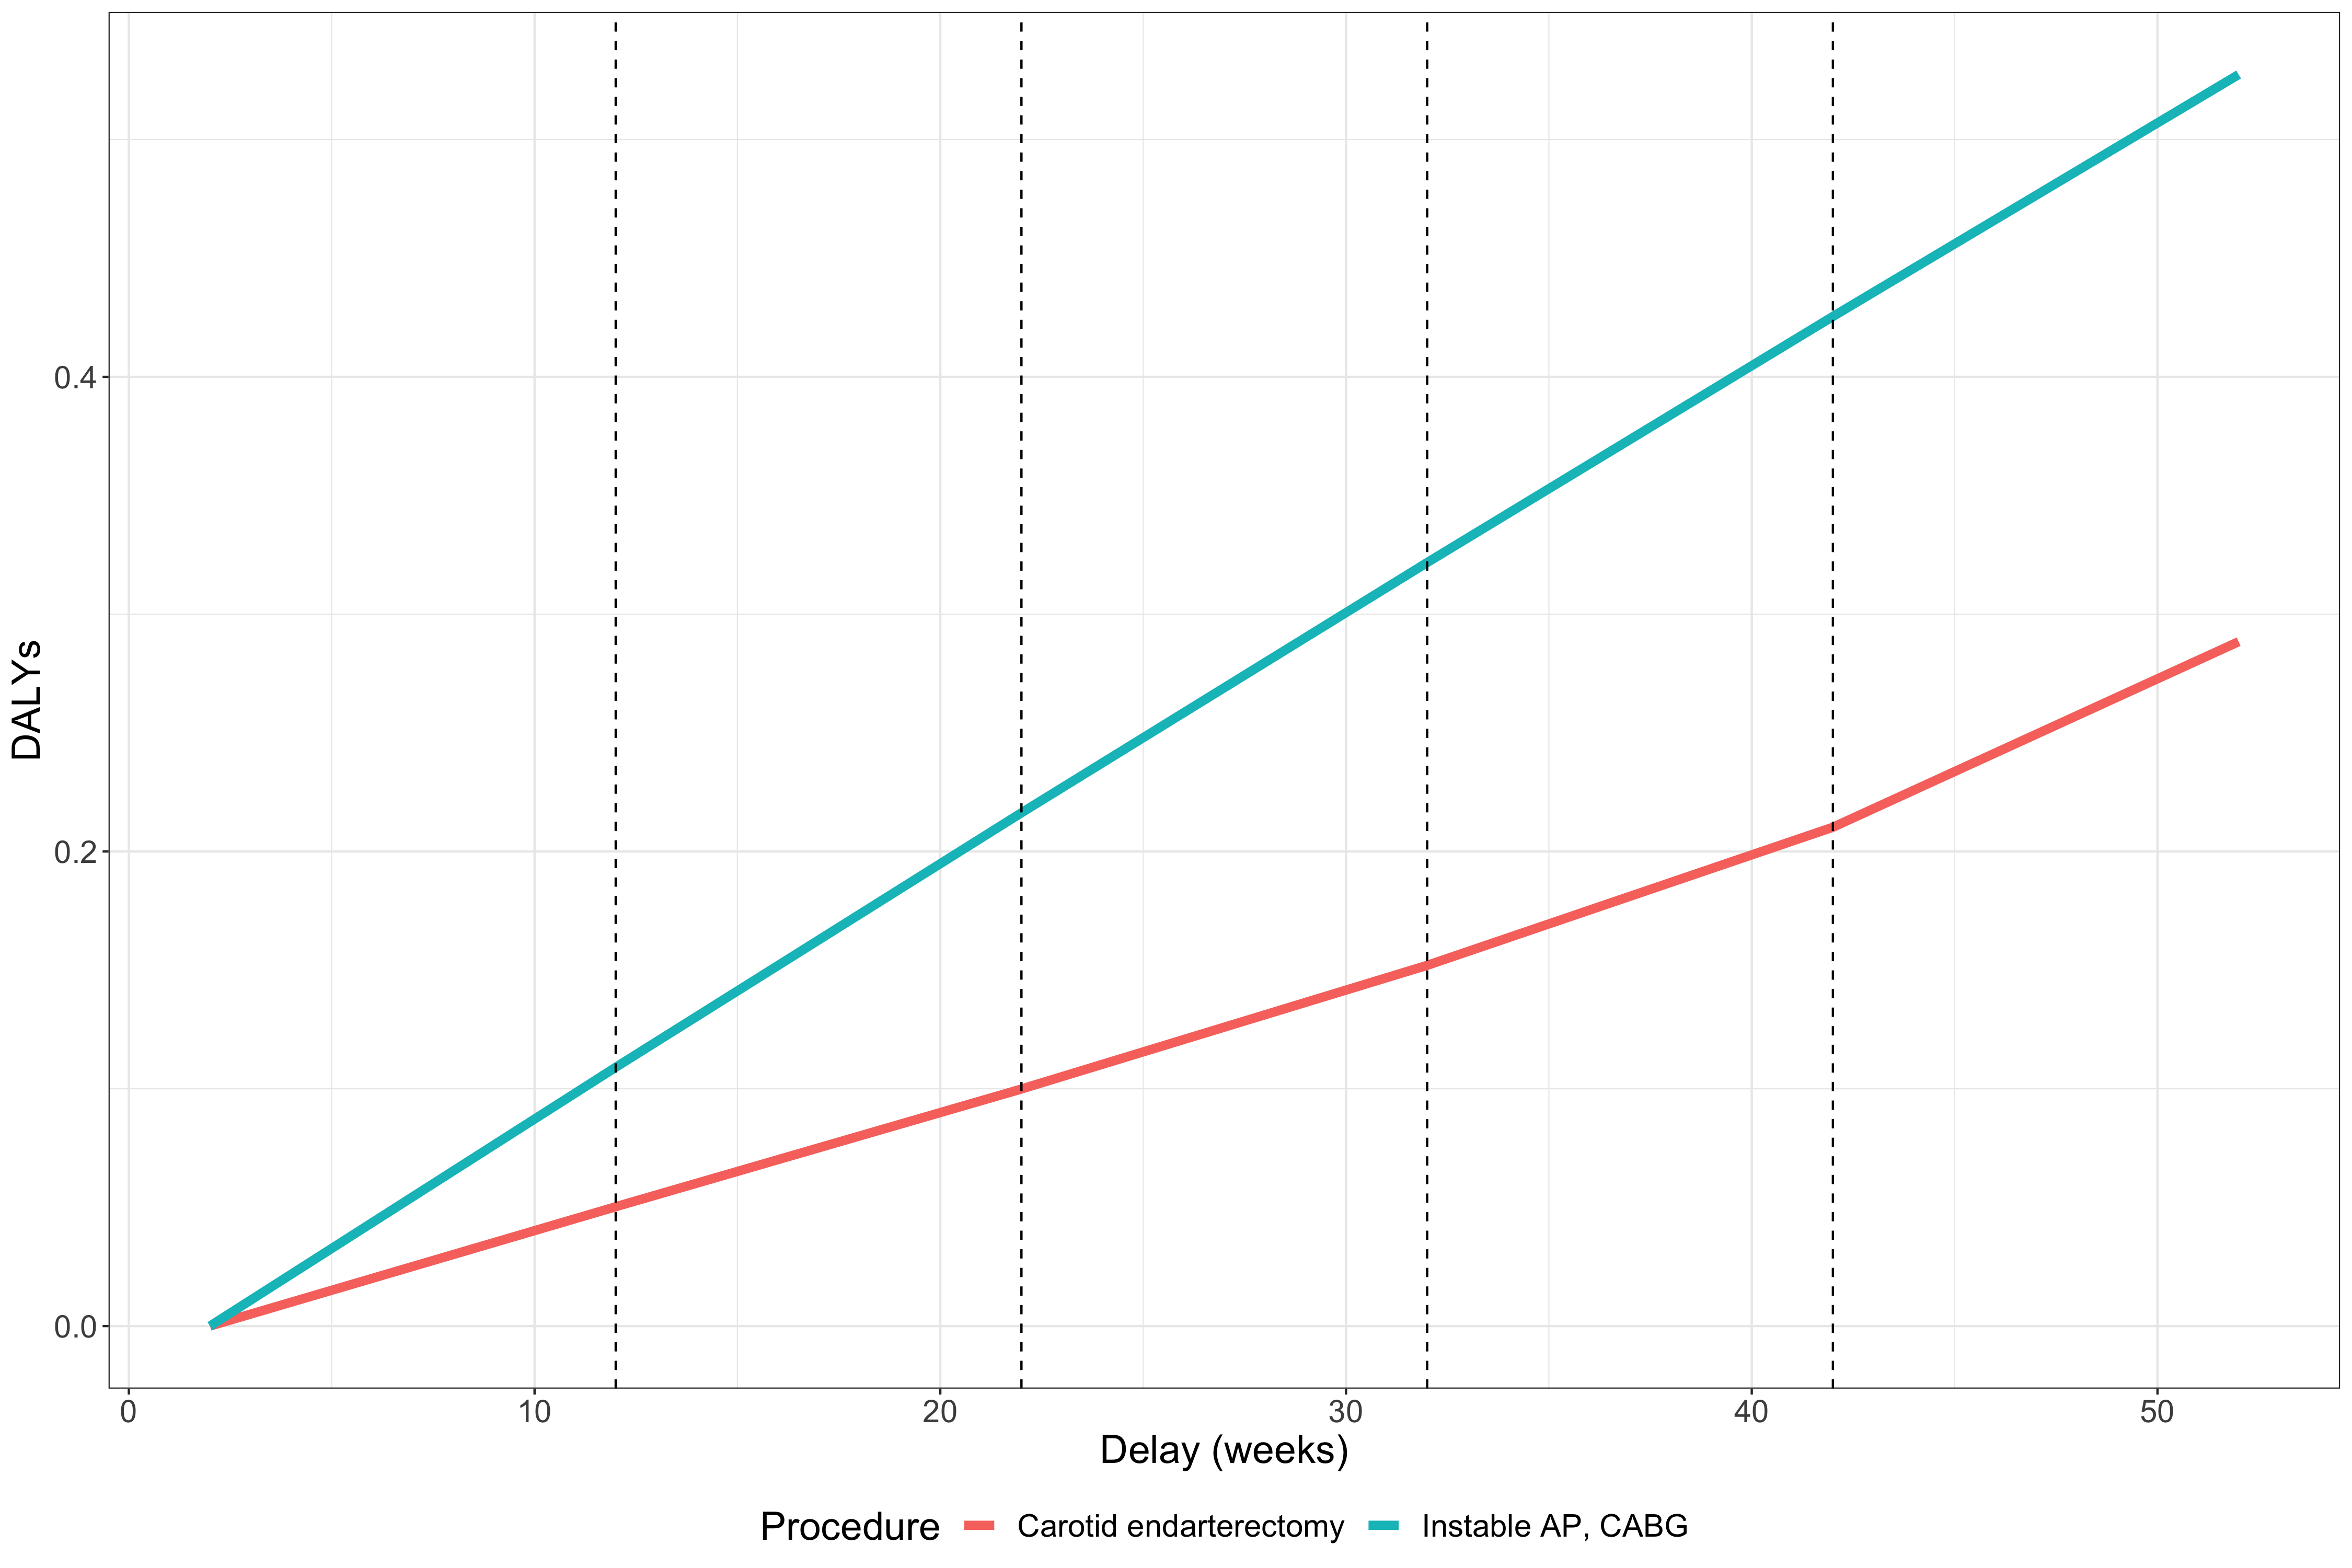 DALYs
0.4
0.2
0.0
0 10 20 30 40 50
Delay (weeks)
Procedure Carotid endarterectomy Instable AP, CABG